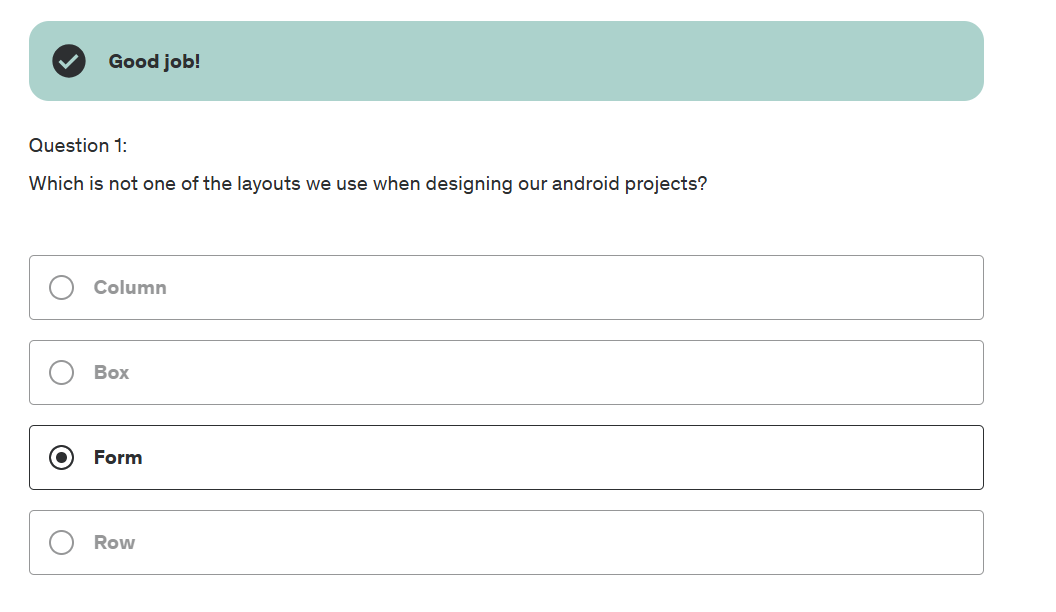 Good job!
Question 1:
Which is not one of the layouts we use when designing our android projects?
Column
Box
Form
Row